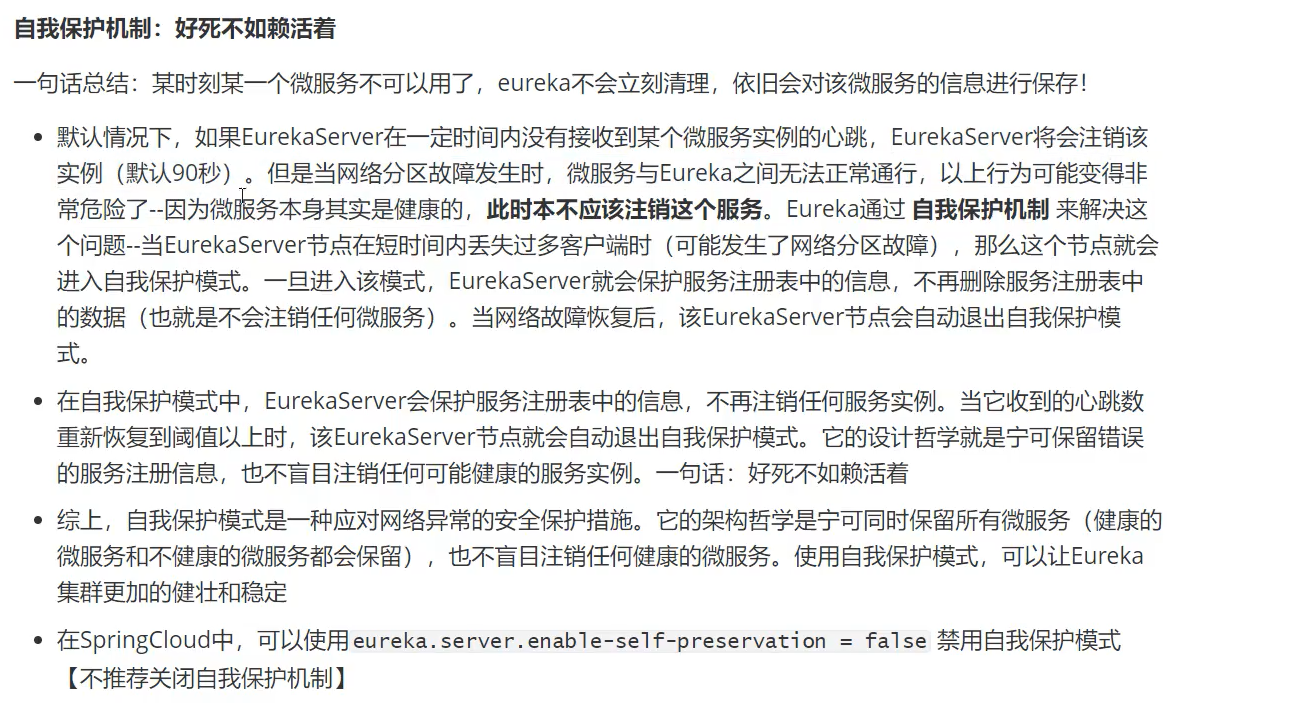 自我保护机制：好死不如赖活着
一句话总结：某时刻某一个微服务不可以用了，eureka不会立刻清理，依旧会对该微服务的信息进行保存！
默认情况下，如果EurekaServer在一定时间内没有接收到某个微服务实例的心跳，EurekaServer将会注销该
实例（默认90秒）。但是当网络分区故障发生时，微服务与Eureka之间无法正常通行，以上行为可能变得非
常危险了--因为微服务本身其实是健康的，此时本不应该注销这个服务。Eureka通过 自我保护机制 来解决这
个问题--当EurekaServer节点在短时间内丢失过多客户端时（可能发生了网络分区故障），那么这个节点就会
进入自我保护模式。一旦进入该模式，EurekaServer就会保护服务注册表中的信息，不再删除服务注册表中
的数据（也就是不会注销任何微服务）。当网络故障恢复后，该EurekaServer节点会自动退出自我保护模
式。
在自我保护模式中，EurekaServer会保护服务注册表中的信息，不再注销任何服务实例。当它收到的心跳数
重新恢复到阈值以上时，该EurekaServer节点就会自动退出自我保护模式。它的设计哲学就是宁可保留错误
的服务注册信息，也不盲目注销任何可能健康的服务实例。一句话：好死不如赖活着
综上，自我保护模式是一种应对网络异常的安全保护措施。它的架构哲学是宁可同时保留所有微服务（健康的
微服务和不健康的微服务都会保留），也不盲目注销任何健康的微服务。使用自我保护模式，可以让Eureka
集群更加的健壮和稳定
在SpringCloud中，可以使用eureka.server.enable-self-preservation = false 禁用自我保护模式
【不推荐关闭自我保护机制】